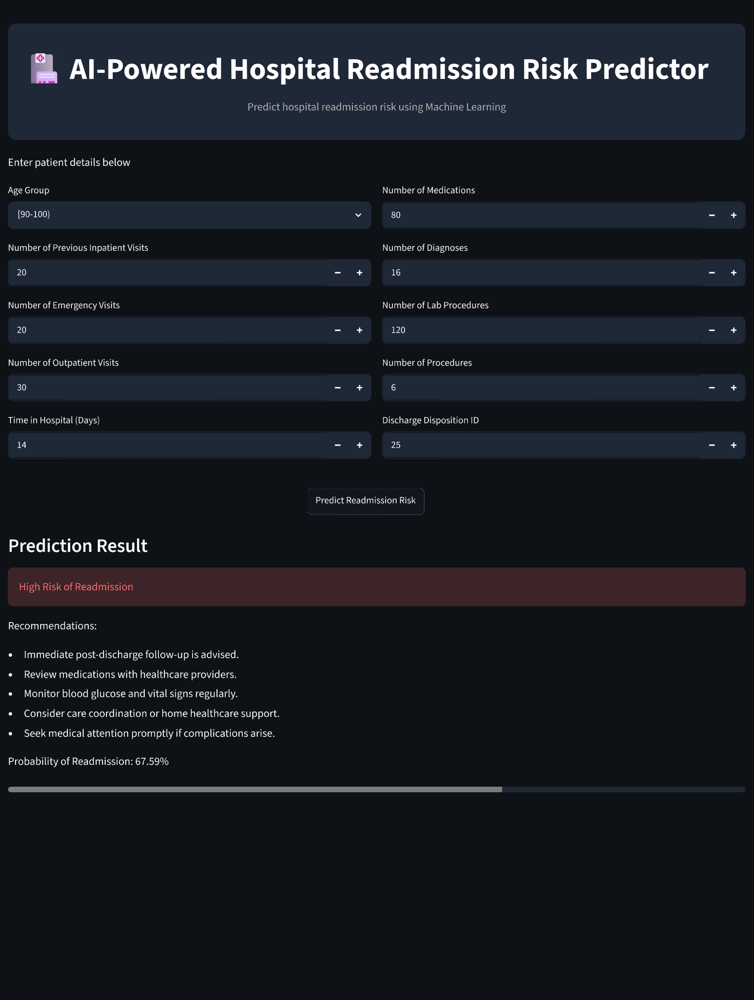 AI-Powered Hospital Readmission Risk Predictor
Predict hospital readmission risk using Machine Learning
Enter patient details below
Age Group
[90-100)
Number of Previous Inpatient Visits
20
Number of Emergency Visits
20
Number of Outpatient Visits
30
Time in Hospital (Days)
14
Number of Medications
80
Number of Diagnoses
16
Number of Lab Procedures
120
Number of Procedures
6
Discharge Disposition ID
25
Predict Readmission Risk
Prediction Result
High Risk of Readmission
Recommendations:
• Immediate post-discharge follow-up is advised.
• Review medications with healthcare providers.
• Monitor blood glucose and vital signs regularly.
• Consider care coordination or home healthcare support.
• Seek medical attention promptly if complications arise.
Probability of Readmission: 67.59%